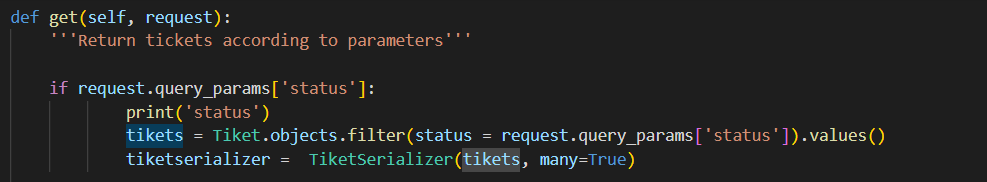 def get(self, request):
'''Return tickets according to parameters'''
if request.query_params['status']:
print('status')
tikets = Tiket.objects.filter(status = request.query_params['status']).values()
tiketserializer =  TiketSerializer(tikets, many=True)